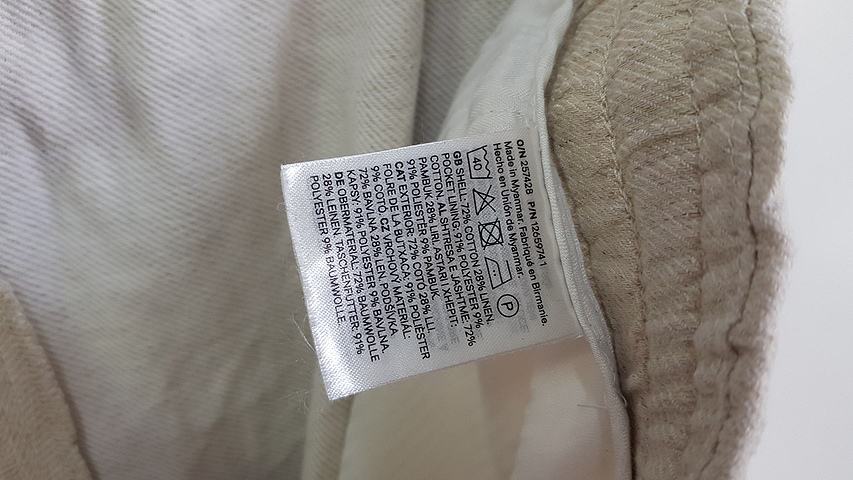 O/N 257428 P/N 1265974 1
Made in Myanmar. Fabriqué en Birmanie.
Hecho en Unión de Myanmar.
40 P
GB SHELL: 72% COTTON 28% LINEN.
POCKET LINING: 91% POLYESTER 9%
COTTON. AL SHTRESA E JASHTME: 72%
PAMBUK 28% LIRI. ASTARI I XHEPIT:
91% POLIESTER 9% PAMBUK.
CAT EXTERIOR: 72% COTÓ 28% LLI.
FOLRE DE LA BUTXACA: 91% POLIÈSTER
9% COTÓ. CZ VRCHOVÝ MATERIÁL:
72% BAVLNA 28% LEN. PODŠÍVKA
KAPSY: 91% POLYESTER 9% BAVLNA.
DE OBERMATERIAL: 72% BAUMWOLLE
28% LEINEN. TASCHENFUTTER: 91%
POLYESTER 9% BAUMWOLLE.